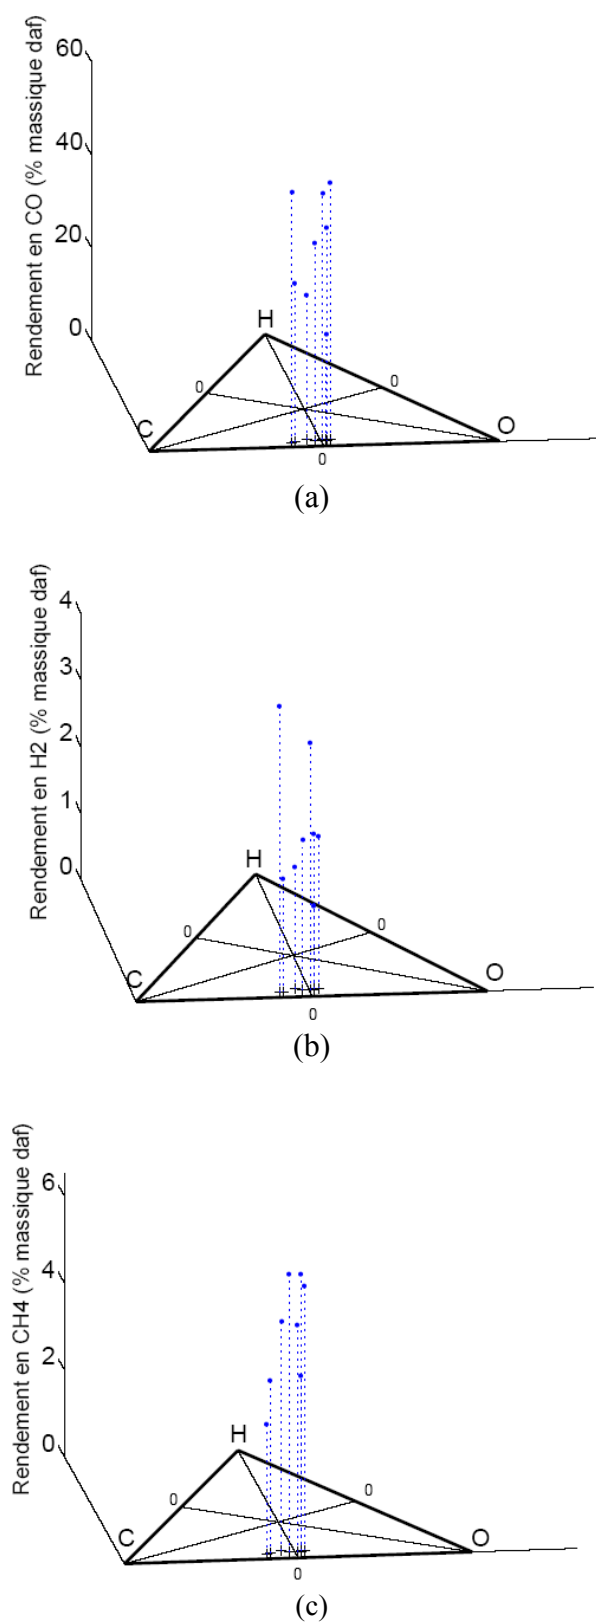 Rendement en CO (% massique daf)
60
40
20
0
H
0
0
C
O
0
(a)
Rendement en H2 (% massique daf)
4
3
2
1
0
H
0
0
C
O
0
(b)
Rendement en CH4 (% massique daf)
6
4
2
0
H
0
0
C
O
0
(c)